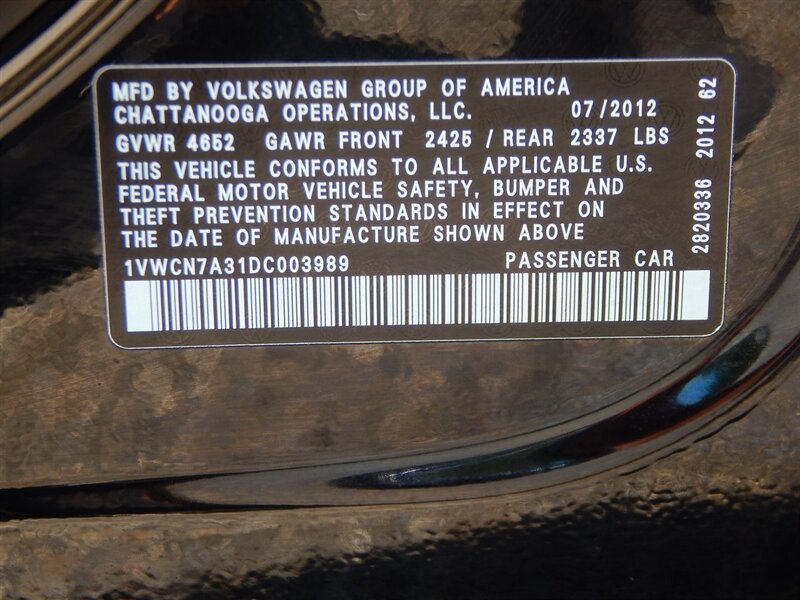 MFD BY VOLKSWAGEN GROUP OF AMERICA
CHATTANOOGA OPERATIONS, LLC. 07/2012
GVWR 4652 GAWR FRONT 2425 / REAR 2337 LBS
THIS VEHICLE CONFORMS TO ALL APPLICABLE U.S.
FEDERAL MOTOR VEHICLE SAFETY, BUMPER AND
THEFT PREVENTION STANDARDS IN EFFECT ON
THE DATE OF MANUFACTURE SHOWN ABOVE
1VWCN7A31DC003989 PASSENGER CAR
2820336 2012 62